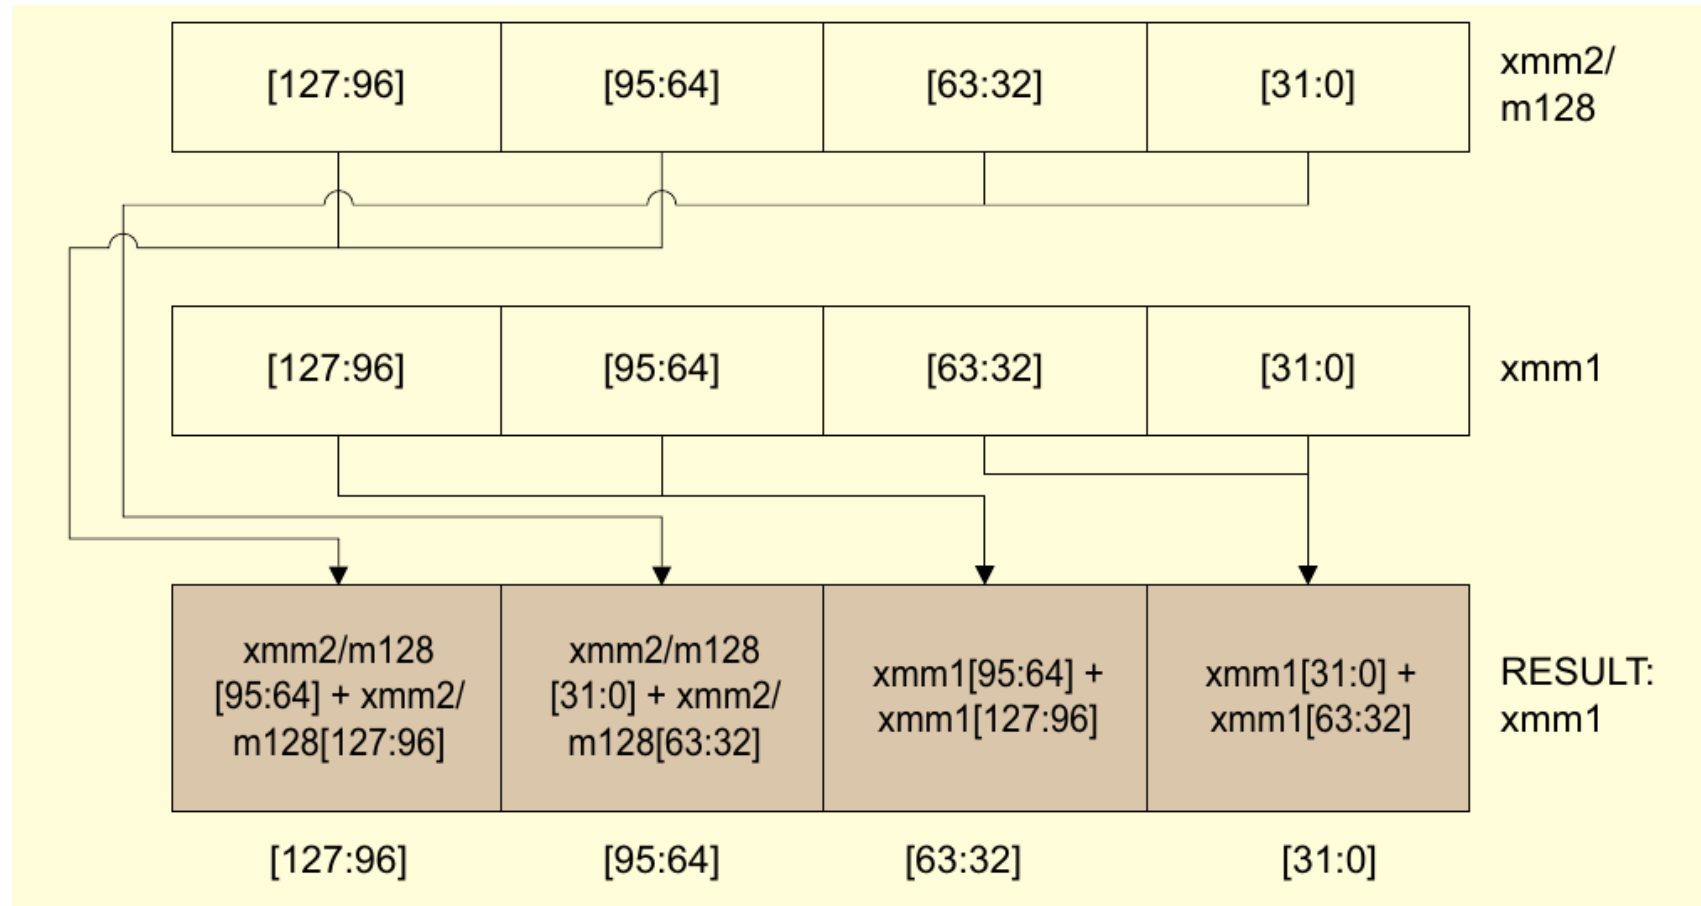 [127:96]
[95:64]
[63:32]
[31:0]
xmm2/
m128
[127:96]
[95:64]
[63:32]
[31:0]
xmm1
xmm2/m128
[95:64] + xmm2/
m128[127:96]
xmm2/m128
[31:0] + xmm2/
m128[63:32]
xmm1[95:64] +
xmm1[127:96]
xmm1[31:0] +
xmm1[63:32]
RESULT:
xmm1
[127:96]
[95:64]
[63:32]
[31:0]